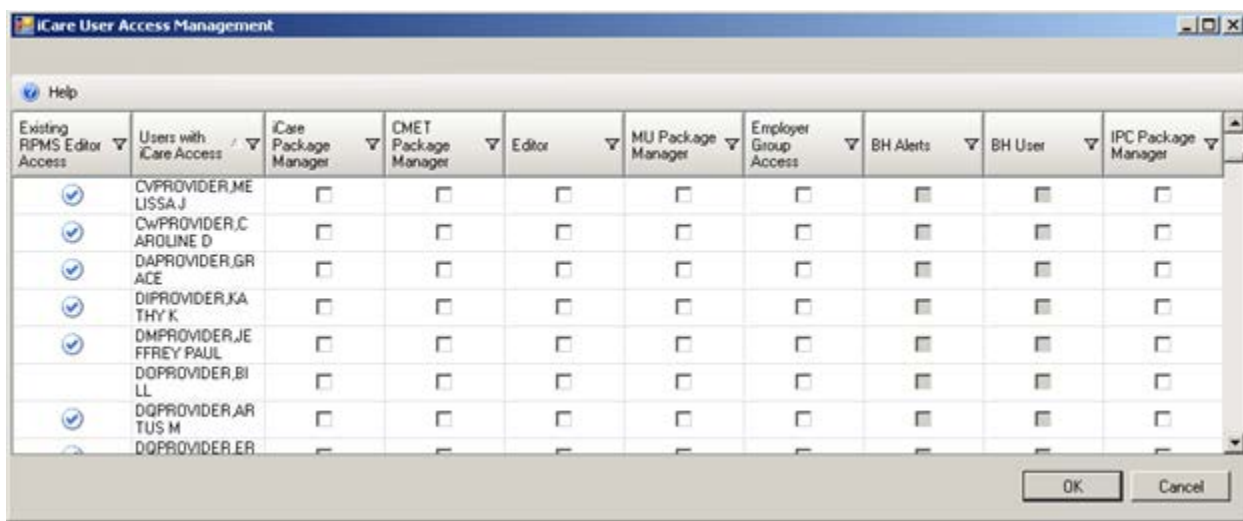 iCare User Access Management
Help
Existing
RPMS Editor
Access
Users with
iCare Access
iCare
Package
Manager
CMET
Package
Manager
Editor
MU Package
Manager
Employer
Group
Access
BH Alerts
BH User
IPC Package
Manager
CVPROVIDER,ME
LISSA J
CWPROVIDER,C
AROLINE D
DAPROVIDER,GR
ACE
DIPROVIDER,KA
THY K
DMPROVIDER,JE
FFREY PAUL
DOPROVIDER,BI
LL
DQPROVIDER,AR
TUS M
DQPROVIDER,ER
OK
Cancel